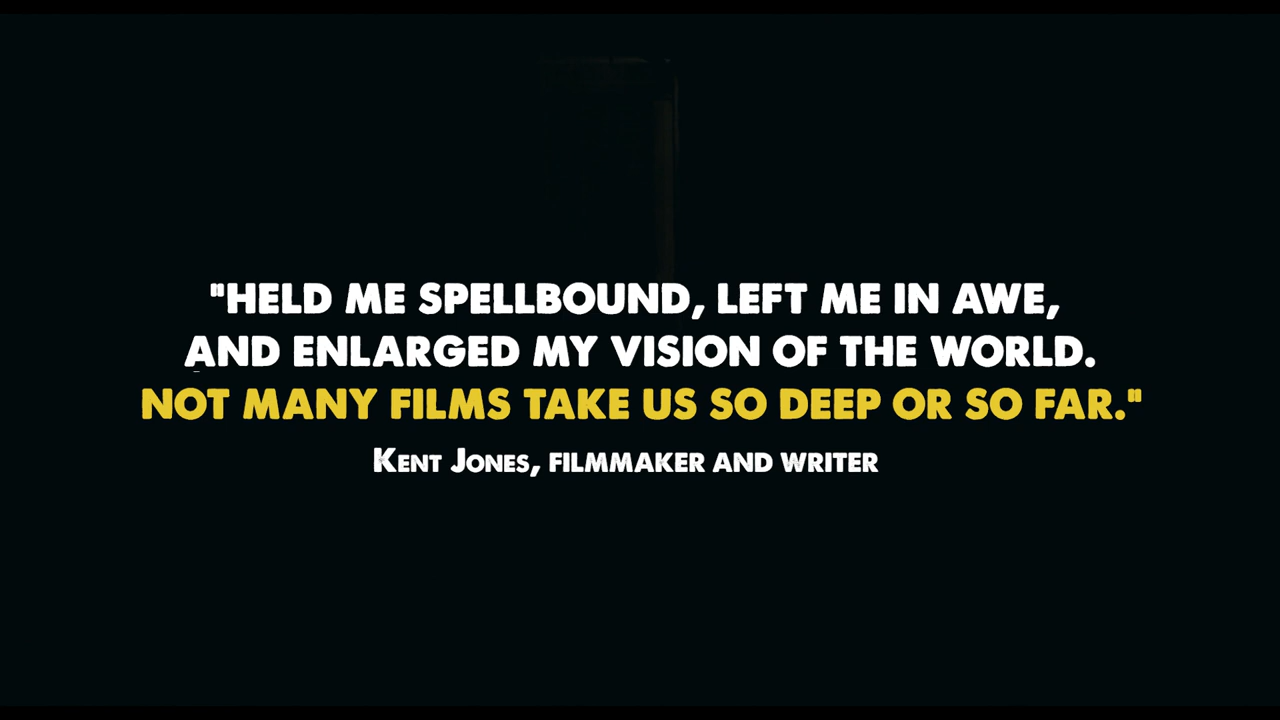 "HELD ME SPELLBOUND, LEFT ME IN AWE,
AND ENLARGED MY VISION OF THE WORLD.
NOT MANY FILMS TAKE US SO DEEP OR SO FAR."
KENT JONES, FILMMAKER AND WRITER